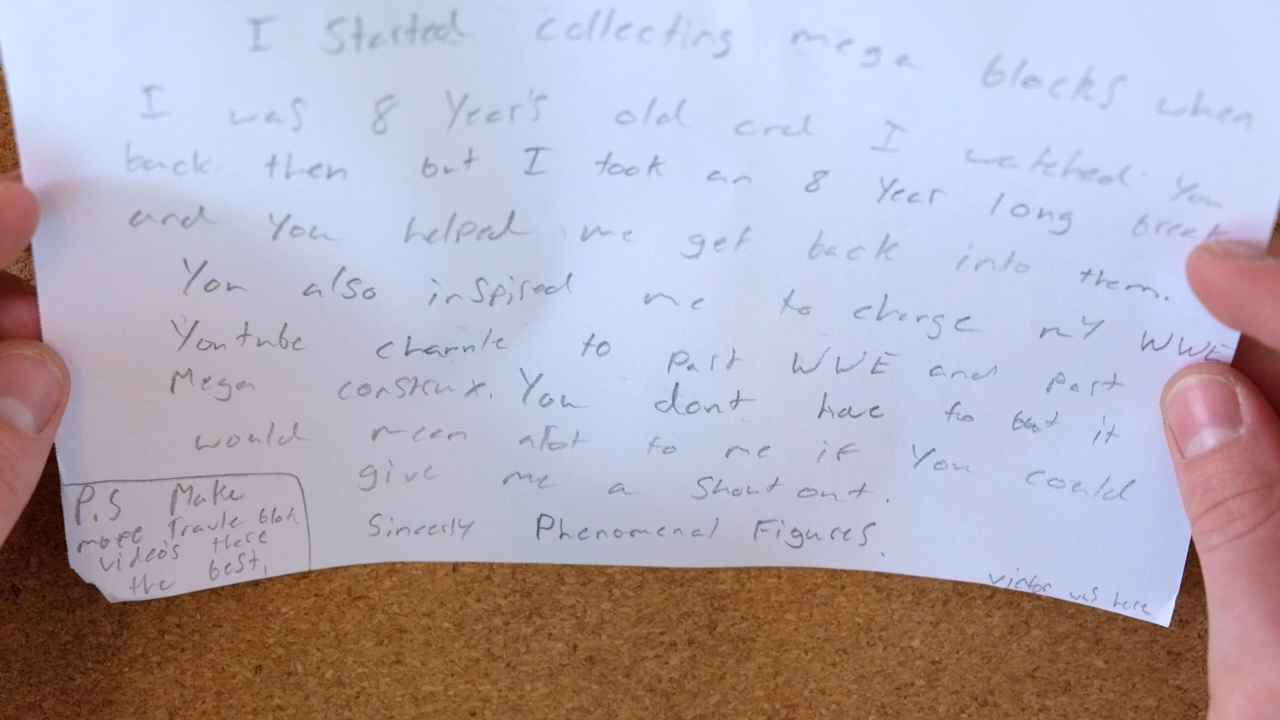 I Started collecting mega blocks when
I was 8 Year's old and I watched You
back then but I took an 8 Year long break
and You helped me get back into them.
You also inspired me to change my WWE
Youtube channle to part WWE and part
Mega construx. You dont have to but it
would mean alot to me if You could
give me a Shout out.
Sincerly Phenomenal Figures.
P.S Make
more Travle blok
video's there
the best,
victor was here